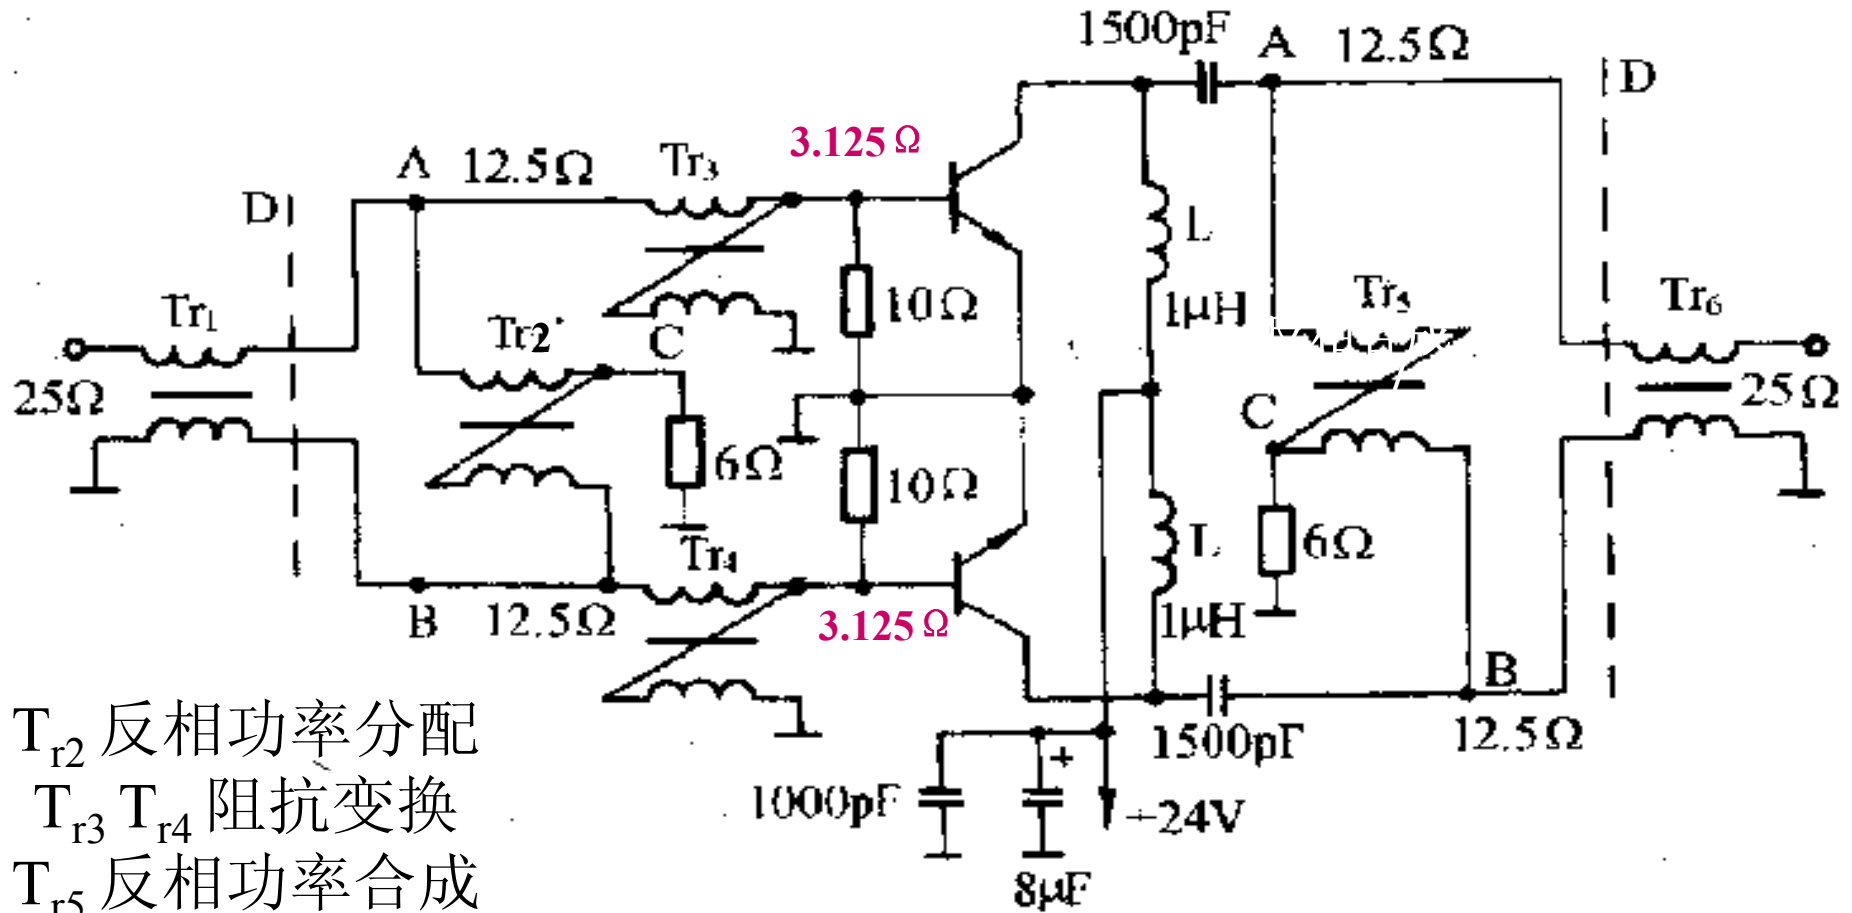 1500pF
A
12.5Ω
D
3.125Ω
A
12.5Ω
Tr3
D
L
1μH
10Ω
Tr1
Tr2
C
Tr5
Tr6
25Ω
C
25Ω
6Ω
10Ω
Tr4
L
6Ω
B
12.5Ω
3.125Ω
1μH
B
12.5Ω
1500pF
Tr2 反相功率分配
+
1000pF
+24V
Tr3 Tr4 阻抗变换
8μF
Tr5 反相功率合成